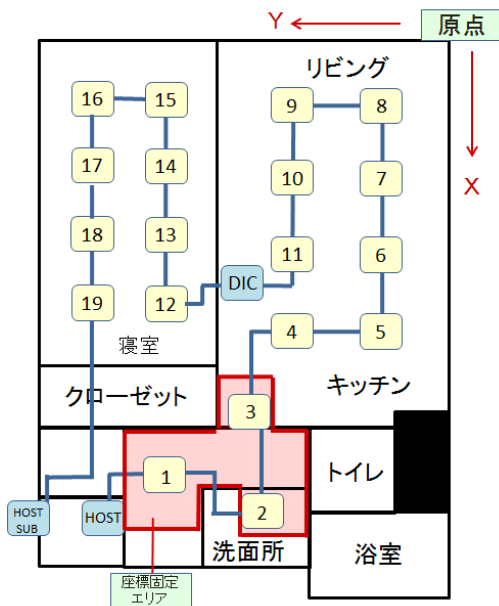 Y
原点
X
リビング
16
15
9
8
17
14
10
7
18
13
11
6
DIC
19
12
4
5
寝室
クローゼット
キッチン
3
1
トイレ
HOST
SUB
HOST
2
洗面所
浴室
座標固定
エリア